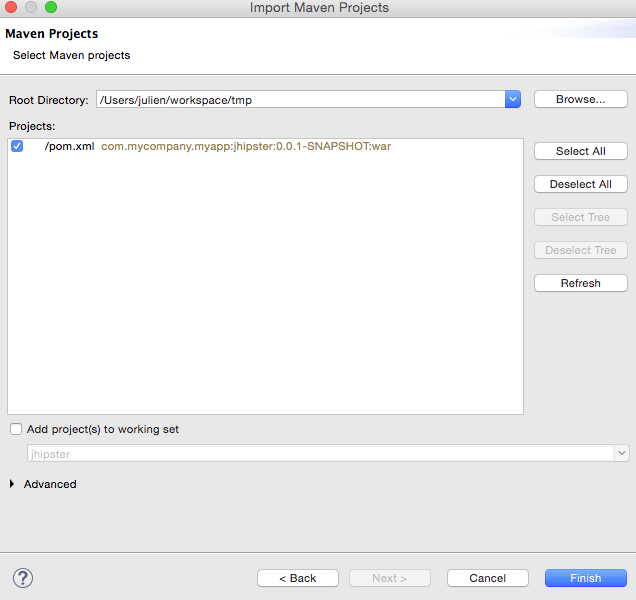 Import Maven Projects
Maven Projects
Select Maven projects
Root Directory: /Users/julien/workspace/tmp Browse...
Projects:
/pom.xml com.mycompany.myapp:jhipster:0.0.1-SNAPSHOT:war
Select All
Deselect All
Select Tree
Deselect Tree
Refresh
Add project(s) to working set
jhipster
Advanced
? < Back Next > Cancel Finish